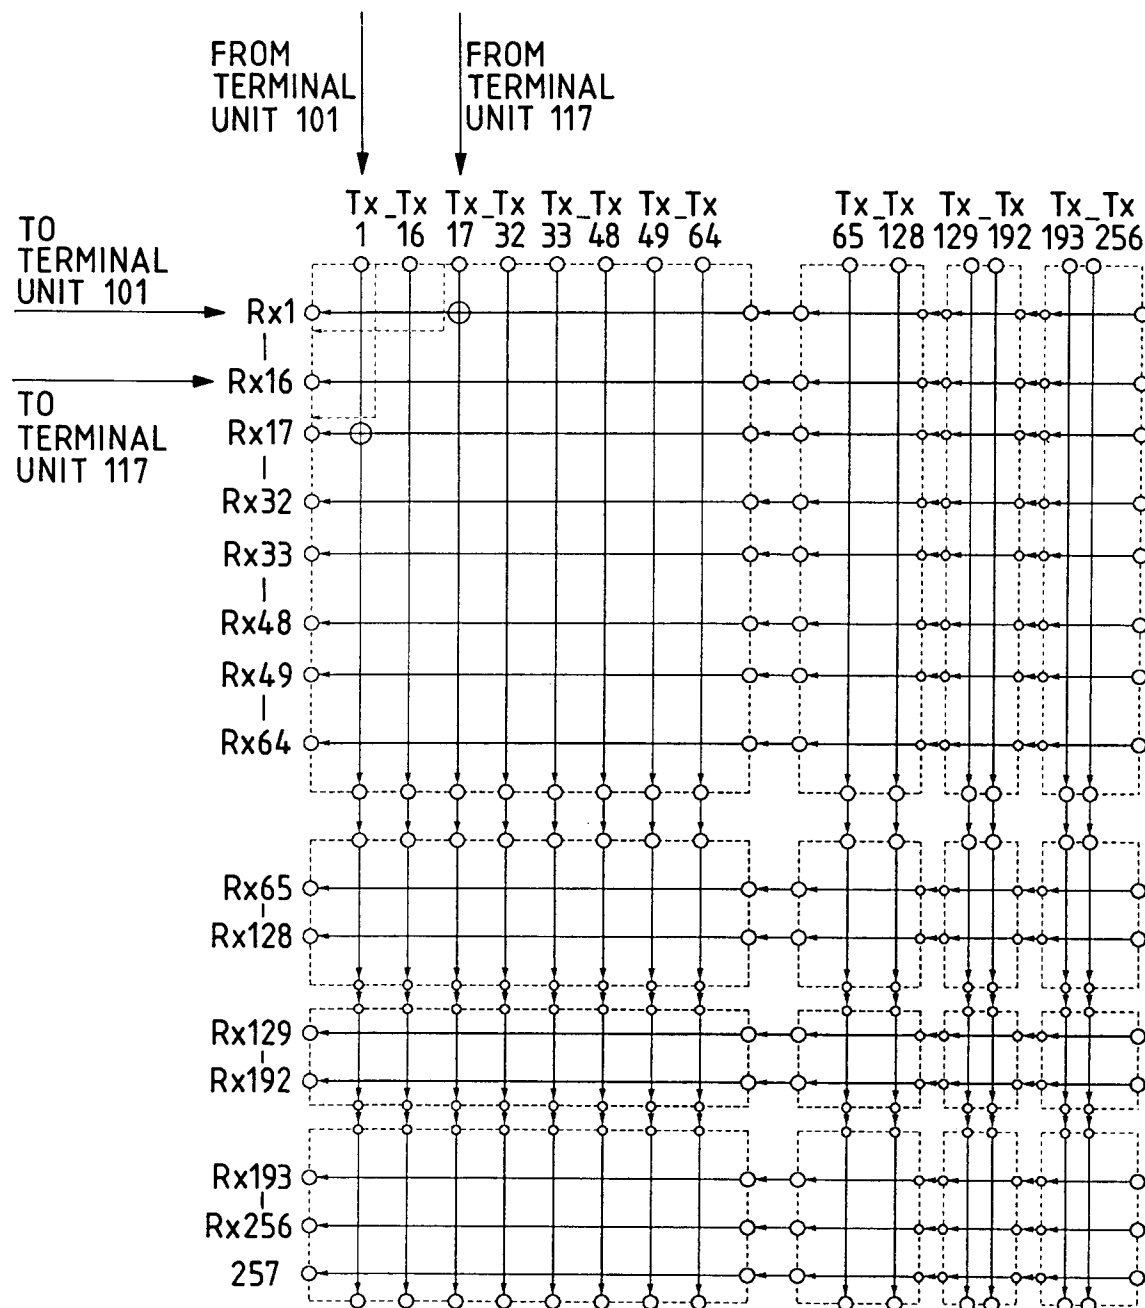 FROM
TERMINAL
UNIT 101
FROM
TERMINAL
UNIT 117
Tx_Tx Tx_Tx Tx_Tx Tx_Tx Tx_Tx Tx_Tx Tx_Tx
1 16 17 32 33 48 49 64 65 128 129 192 193 256
TO
TERMINAL
UNIT 101
Rx1
Rx16
TO
TERMINAL
UNIT 117
Rx17
Rx32
Rx33
Rx48
Rx49
Rx64
Rx65
Rx128
Rx129
Rx192
Rx193
Rx256
257